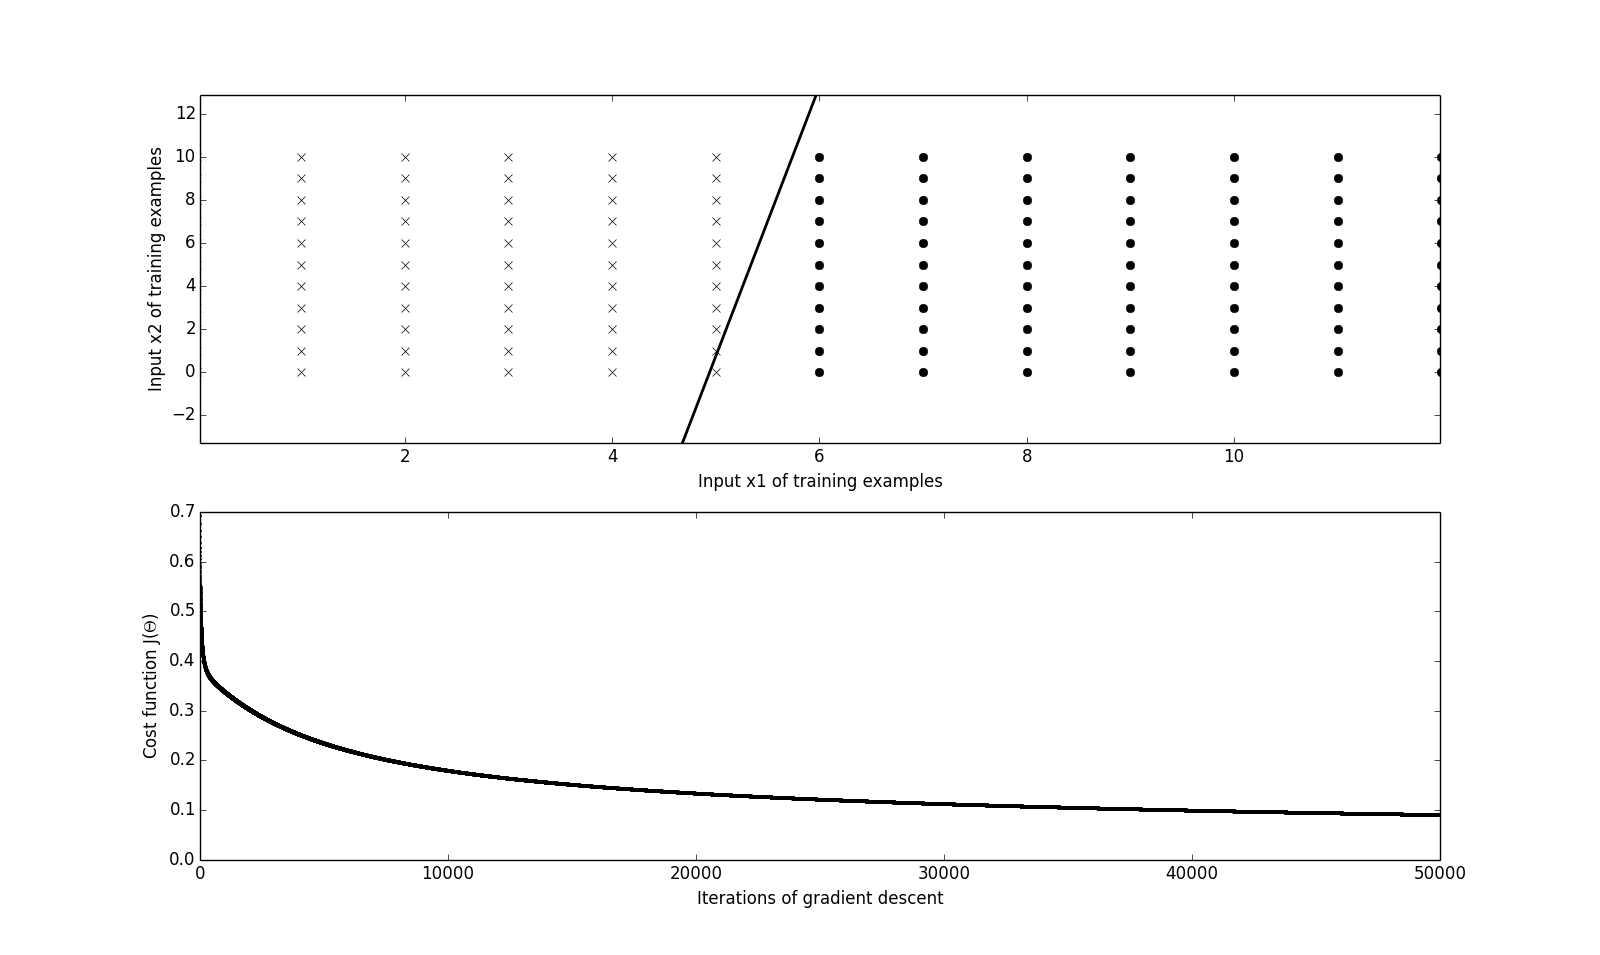 12
10
8
6
4
2
0
−2
Input x2 of training examples
2 4 6 8 10
Input x1 of training examples
0.7
0.6
0.5
0.4
0.3
0.2
0.1
0.0
Cost function J(Θ)
0 10000 20000 30000 40000 50000
Iterations of gradient descent